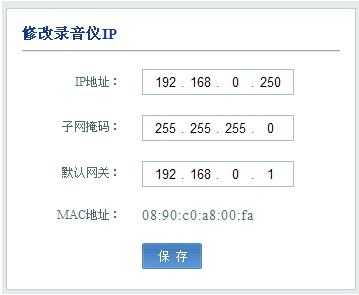 修改录音仪IP
IP地址： 192 . 168 . 0 . 250
子网掩码： 255 . 255 . 255 . 0
默认网关： 192 . 168 . 0 . 1
MAC地址： 08:90:c0:a8:00:fa
保 存